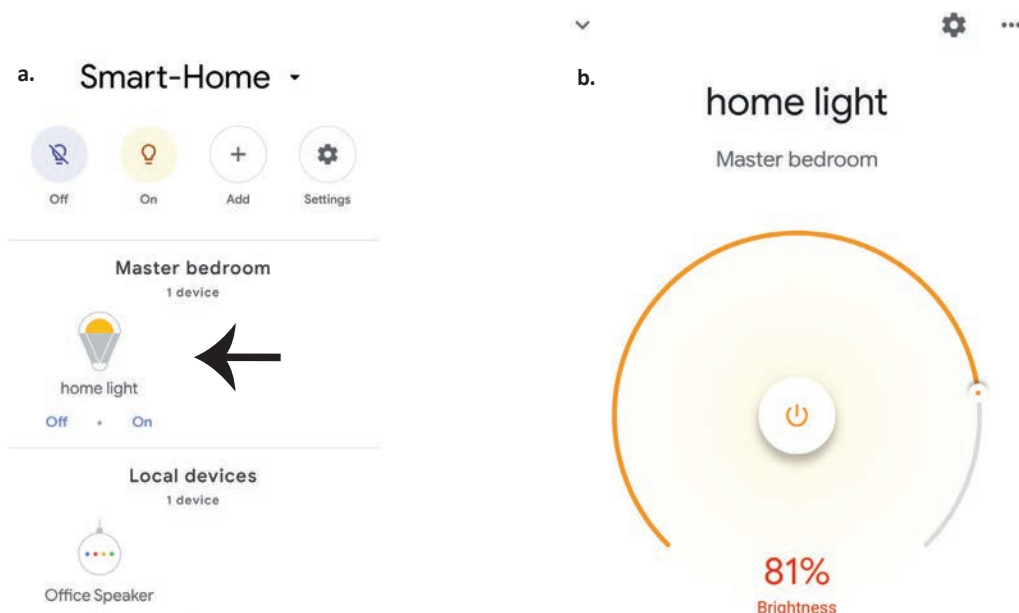 a.
Smart-Home
Off
On
Add
Settings
Master bedroom
1 device
home light
Off • On
Local devices
1 device
Office Speaker
b.
home light
Master bedroom
81%
Brightness